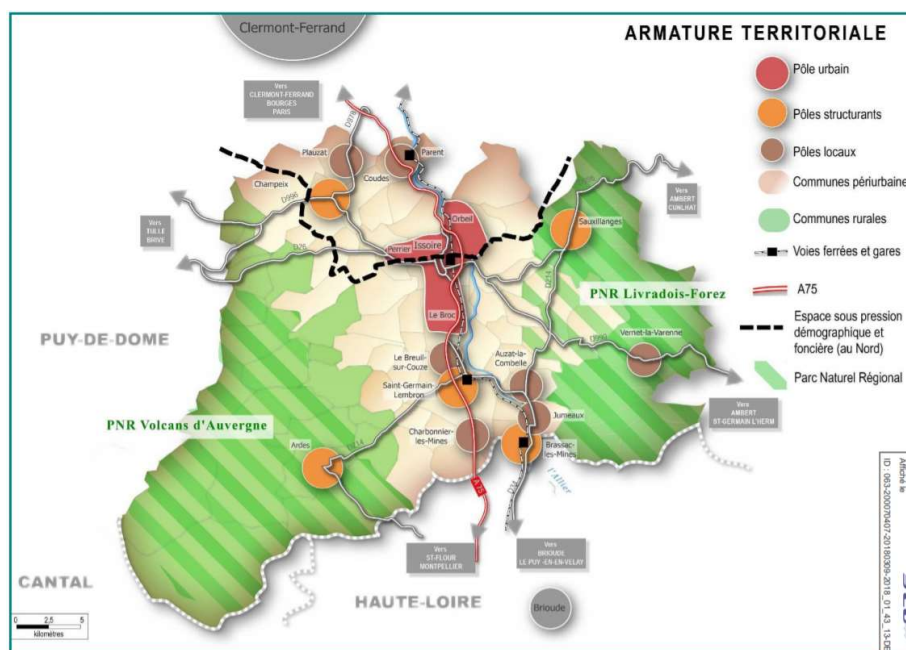 Clermont-Ferrand
ARMATURE TERRITORIALE
Pôle urbain
Pôles structurants
Pôles locaux
Communes périurbaines
Communes rurales
Voies ferrées et gares
A75
Espace sous pression
démographique et
foncière (au Nord)
Parc Naturel Régional
Vers
CLERMONT-FERRAND
BOURGES
PARIS
D978
Plauzat
Parent
Champeix
Coudes
D996
Vers
AMBERT
CUNLHAT
Vers
TULLE
BRIVE
Orbeil
Sauxillanges
D26
Perrier
Issoire
D214
PNR Livradois-Forez
PUY-DE-DOME
Le Broc
Vernet-la-Varenne
Le Breuil-
sur-Couze
Auzat-la-
Combelle
Saint-Germain-
Lembron
Vers
AMBERT
ST-GERMAIN L'HERM
PNR Volcans d'Auvergne
Jumeaux
Charbonnier-
les-Mines
Ardes
Brassac-
les-Mines
l'Allier
A75
D34
Vers
ST-FLOUR
MONTPELLIER
Vers
BRIOUDE
LE PUY -EN-EN-VELAY
CANTAL
HAUTE-LOIRE
Brioude
0 2,5 5
kilomètres
Affiché le
ID : 063-200070407-20180309-2018_01_43_13-DE